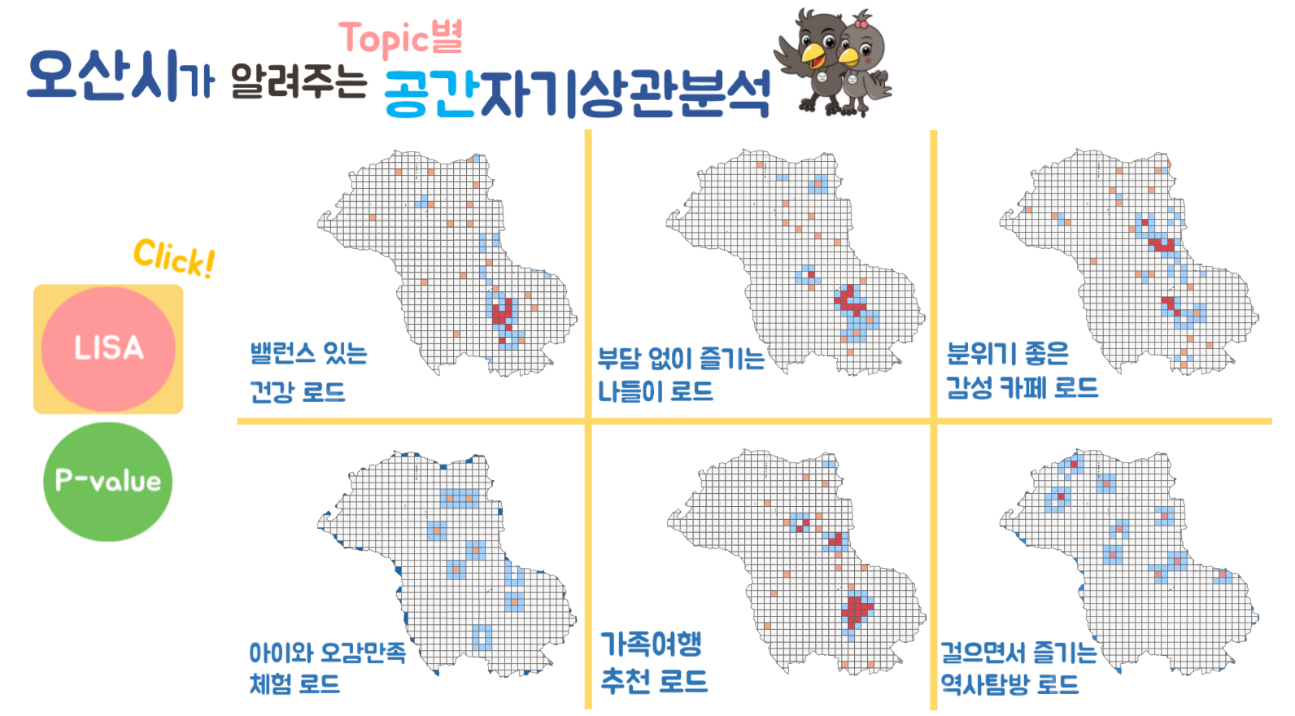 Topic별
오산시가 알려주는 공간자기상관분석
Click!
LISA
P-value
밸런스 있는
건강 로드
부담 없이 즐기는
나들이 로드
분위기 좋은
감성 카페 로드
아이와 오감만족
체험 로드
가족여행
추천 로드
걸으면서 즐기는
역사탐방 로드